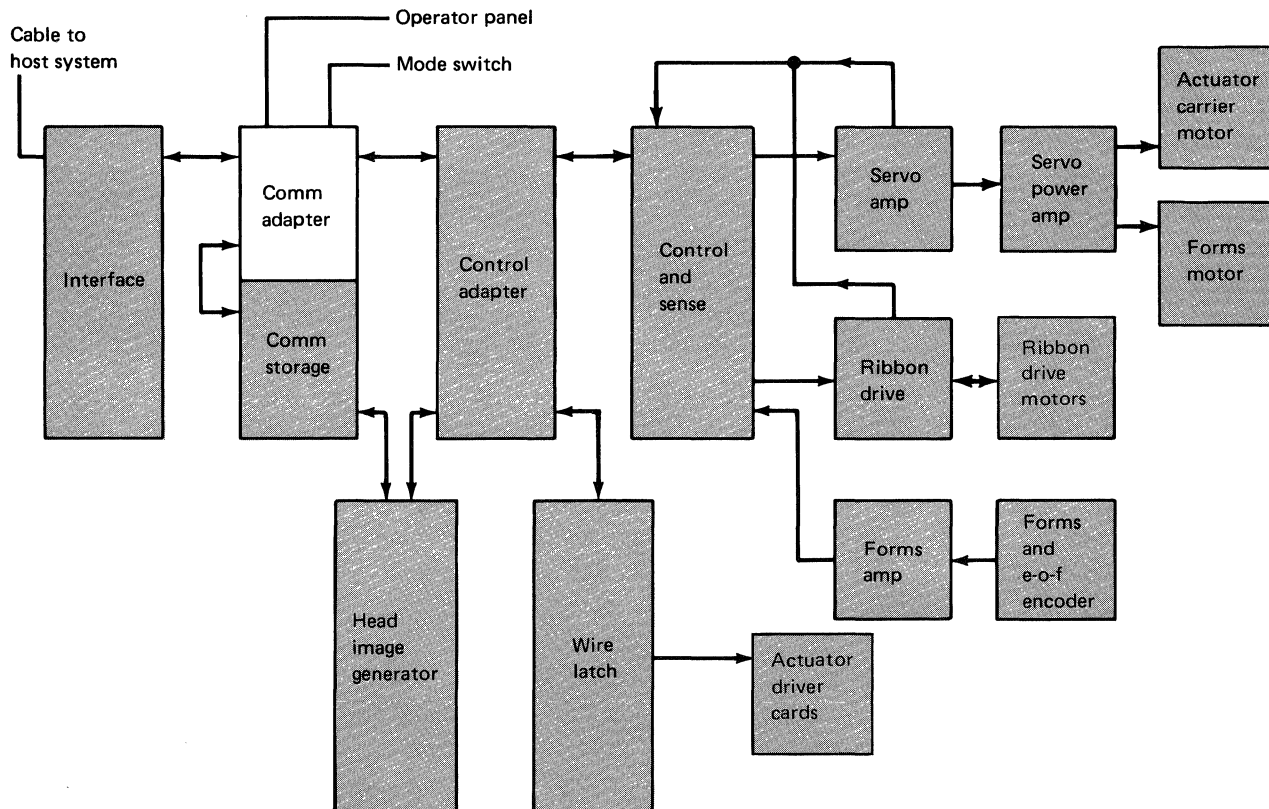 Operator panel
Cable to
host system
Mode switch
Actuator
carrier
motor
Interface
Comm
adapter
Comm
storage
Control
adapter
Control
and
sense
Servo
amp
Servo
power
amp
Forms
motor
Ribbon
drive
Ribbon
drive
motors
Forms
amp
Forms
and
e-o-f
encoder
Head
image
generator
Wire
latch
Actuator
driver
cards